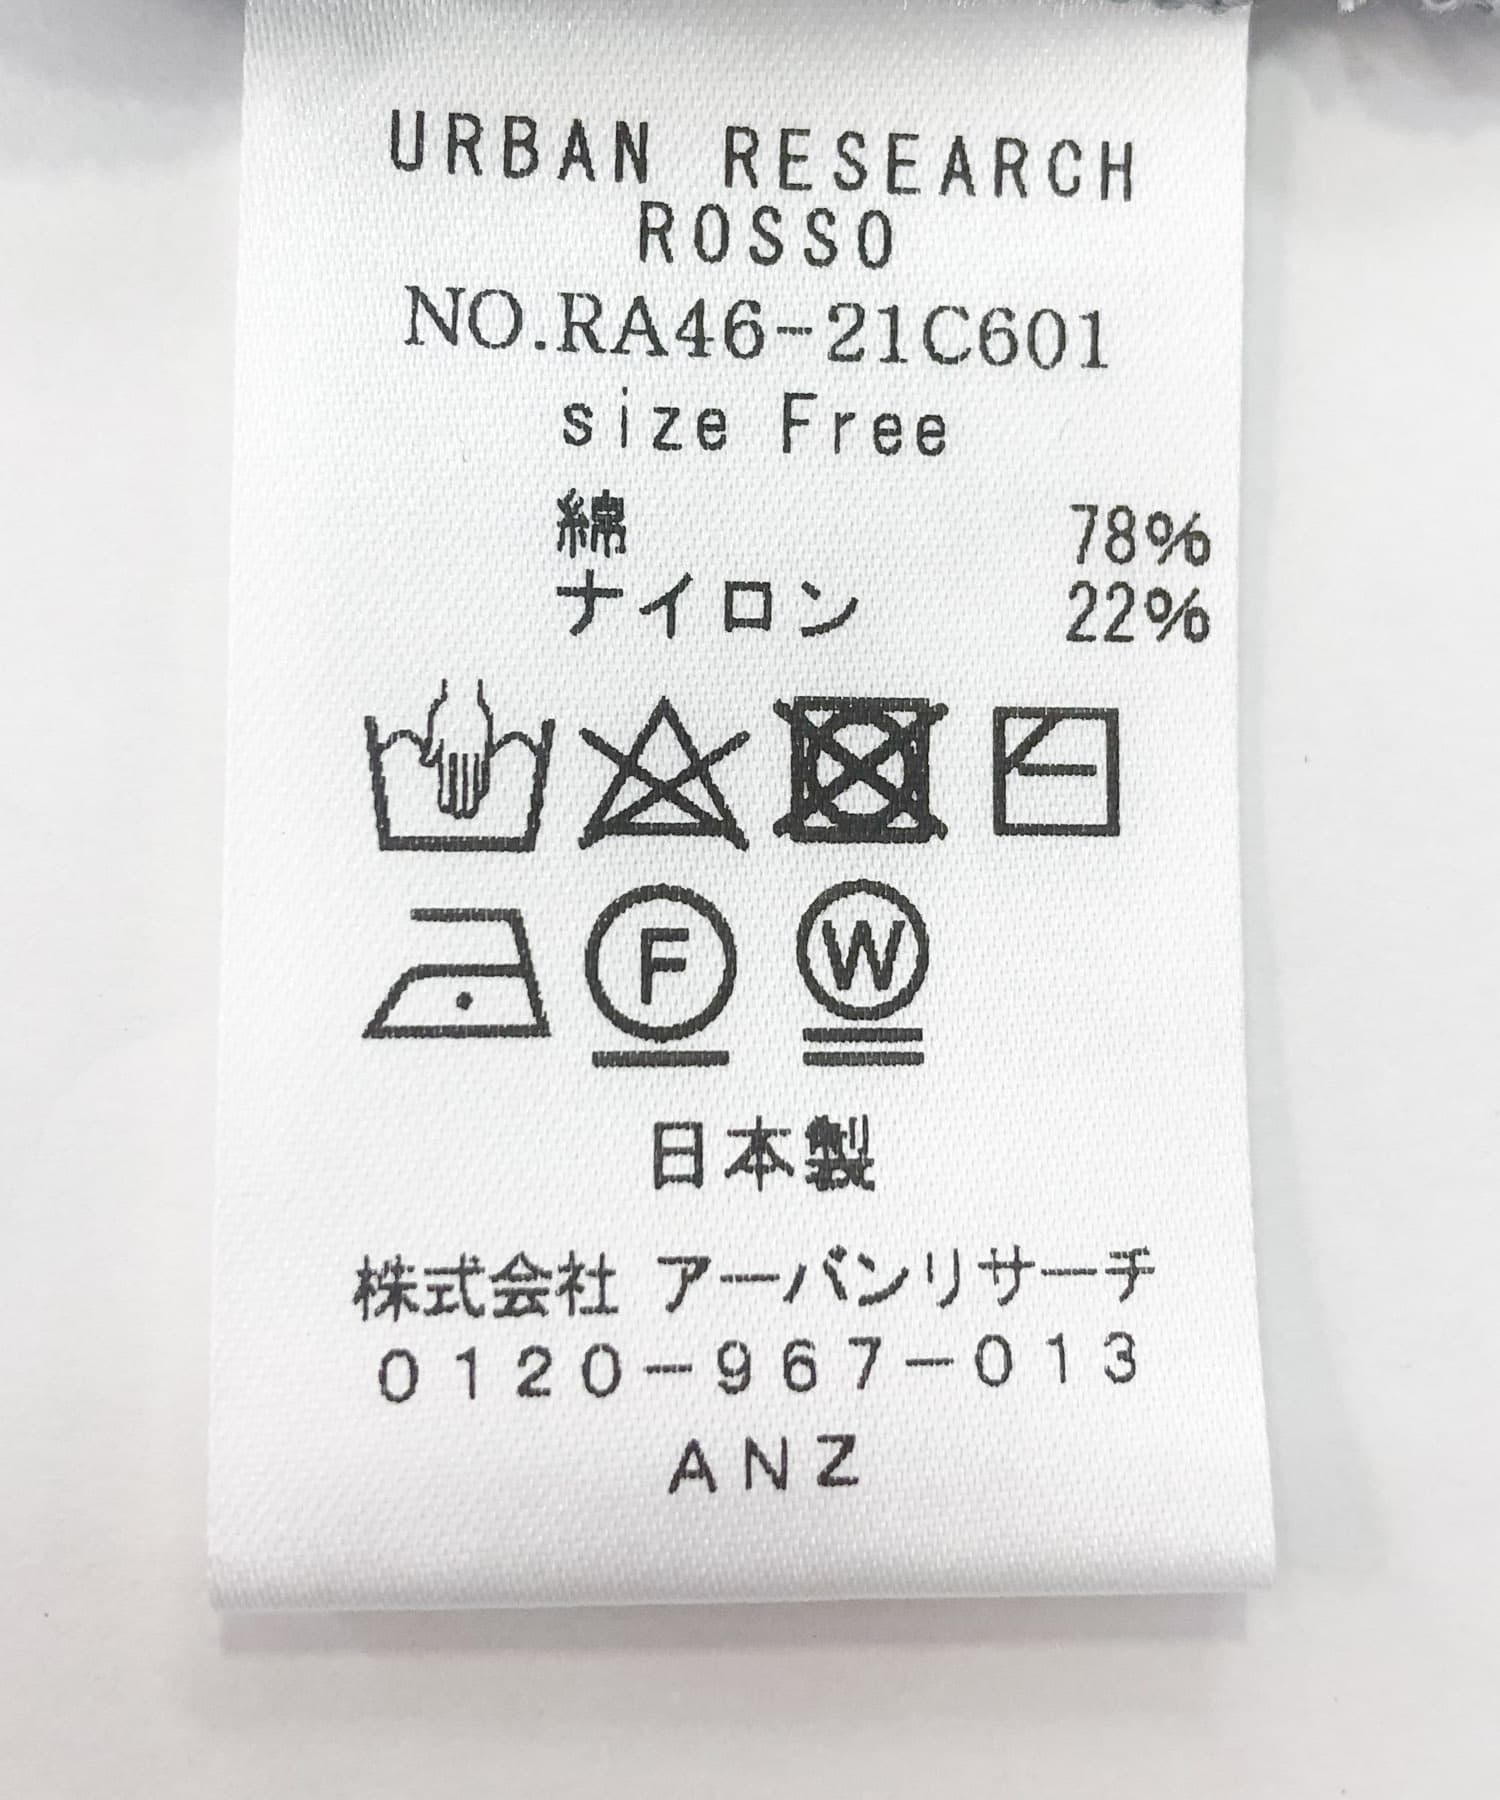 URBAN RESEARCH
ROSSO
NO.RA46-21C601
size Free
綿 78%
ナイロン 22%
F W
日本製
株式会社 アーバンリサーチ
0120-967-013
ANZ